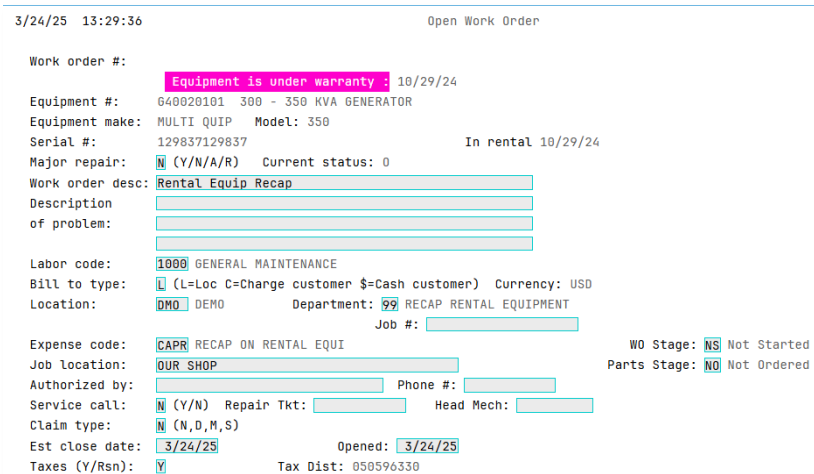 3/24/25 13:29:36 Open Work Order
Work order #:
Equipment is under warranty : 10/29/24
Equipment #: G40020101 300 - 350 KVA GENERATOR
Equipment make: MULTI QUIP Model: 350
Serial #: 129837129837 In rental 10/29/24
Major repair: N (Y/N/A/R) Current status: O
Work order desc: Rental Equip Recap
Description
of problem:
Labor code: 1000 GENERAL MAINTENANCE
Bill to type: L (L=Loc C=Charge customer $=Cash customer) Currency: USD
Location: DMO DEMO Department: 99 RECAP RENTAL EQUIPMENT
Job #:
Expense code: CAPR RECAP ON RENTAL EQUI WO Stage: NS Not Started
Job location: OUR SHOP Parts Stage: NO Not Ordered
Authorized by: Phone #:
Service call: N (Y/N) Repair Tkt: Head Mech:
Claim type: N (N,D,M,S)
Est close date: 3/24/25 Opened: 3/24/25
Taxes (Y/Rsn): Y Tax Dist: 050596330